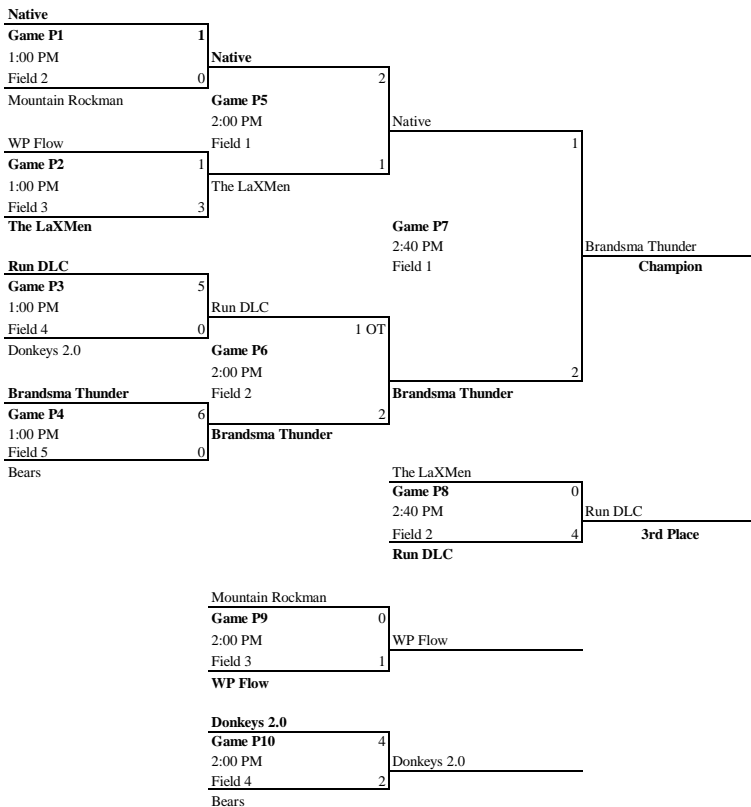 Native
Game P1 1
1:00 PM
Field 2 0
Mountain Rockman
WP Flow
Game P2 1
1:00 PM
Field 3 3
The LaXMen
Run DLC
Game P3 5
1:00 PM
Field 4 0
Donkeys 2.0
Brandsma Thunder
Game P4 6
1:00 PM
Field 5 0
Bears
Native
2
Game P5
2:00 PM
Field 1
1
The LaXMen
Run DLC
1 OT
Game P6
2:00 PM
Field 2
2
Brandsma Thunder
Native
1
Game P7
2:40 PM
Field 1
2
Brandsma Thunder
Brandsma Thunder
Champion
The LaXMen
Game P8 0
2:40 PM
Field 2 4
Run DLC
Run DLC
3rd Place
Mountain Rockman
Game P9 0
2:00 PM
Field 3 1
WP Flow
WP Flow
Donkeys 2.0
Game P10 4
2:00 PM
Field 4 2
Bears
Donkeys 2.0